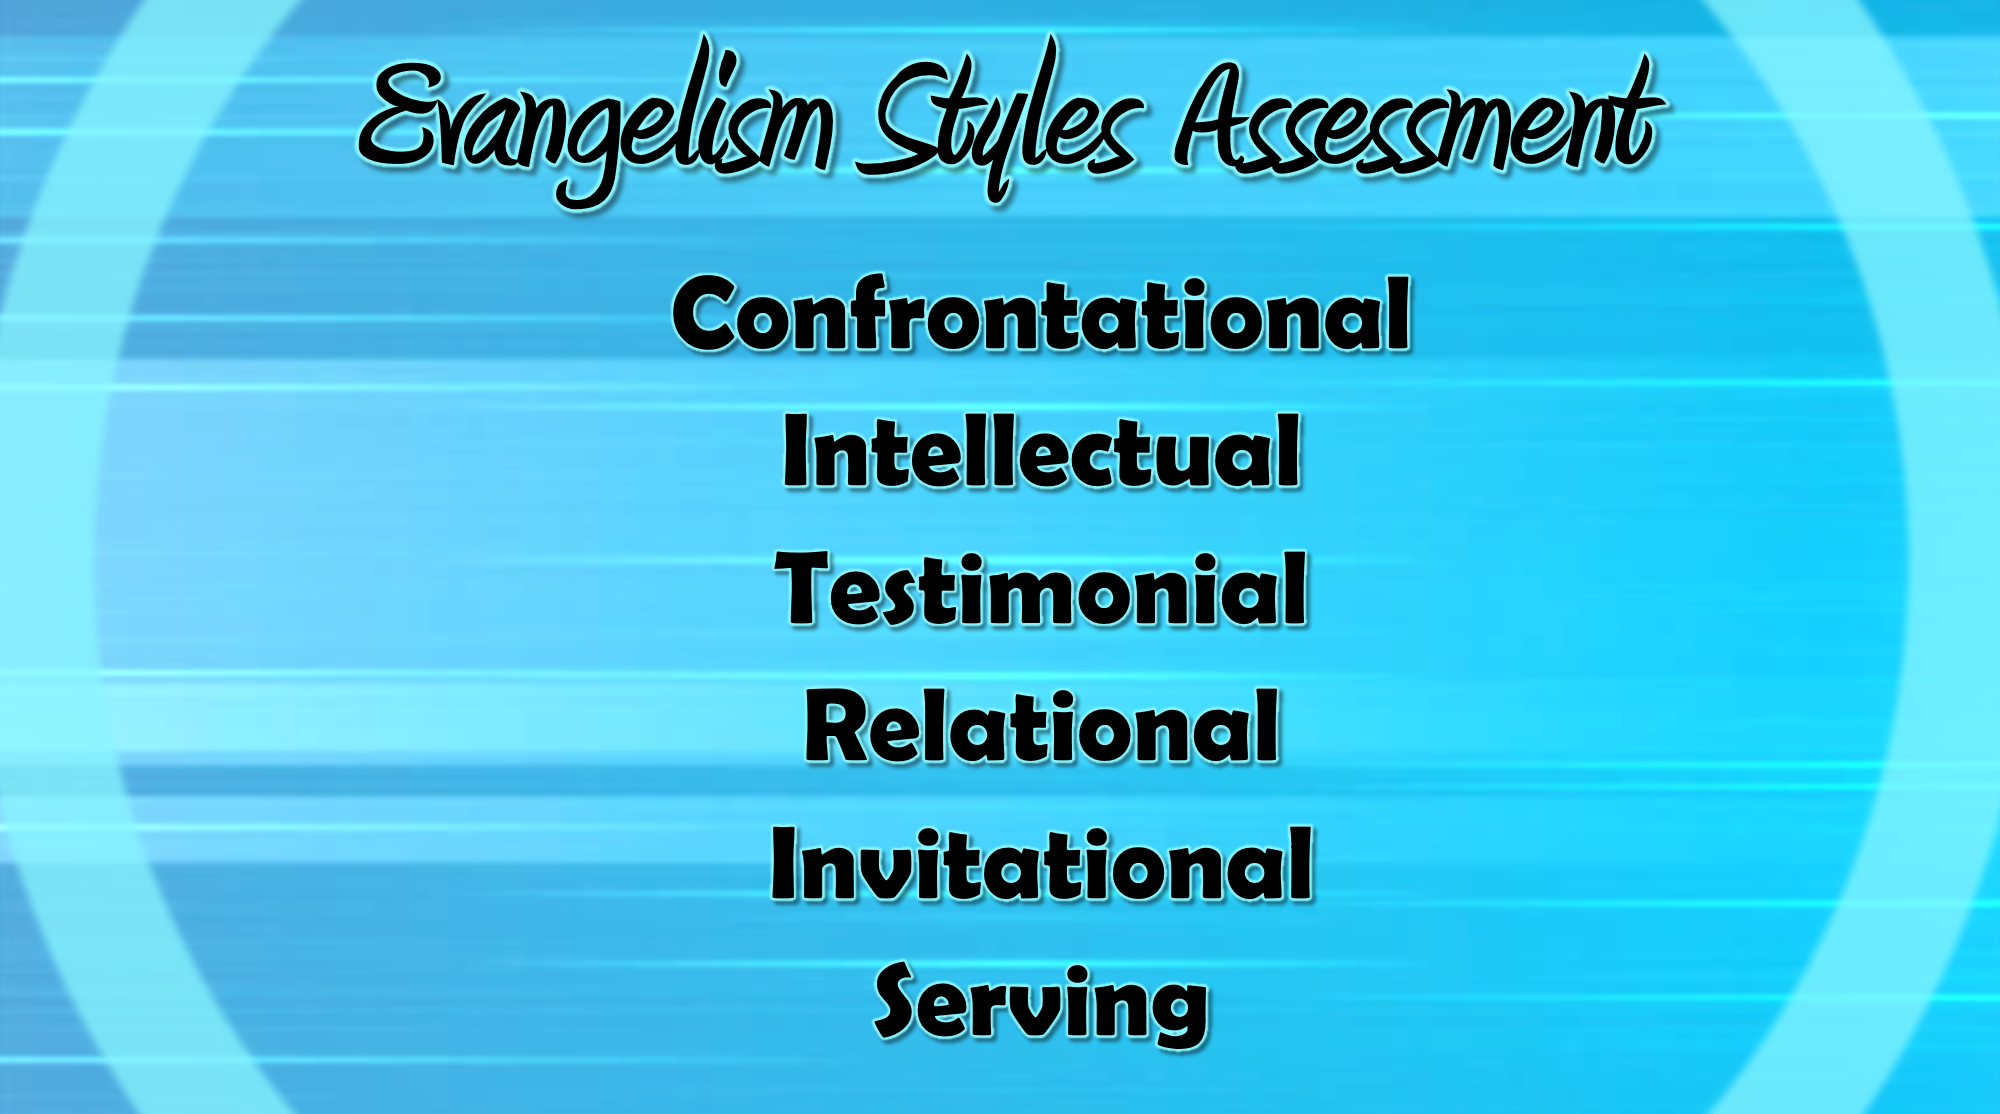 Evangelism Styles Assessment
Confrontational
Intellectual
Testimonial
Relational
Invitational
Serving